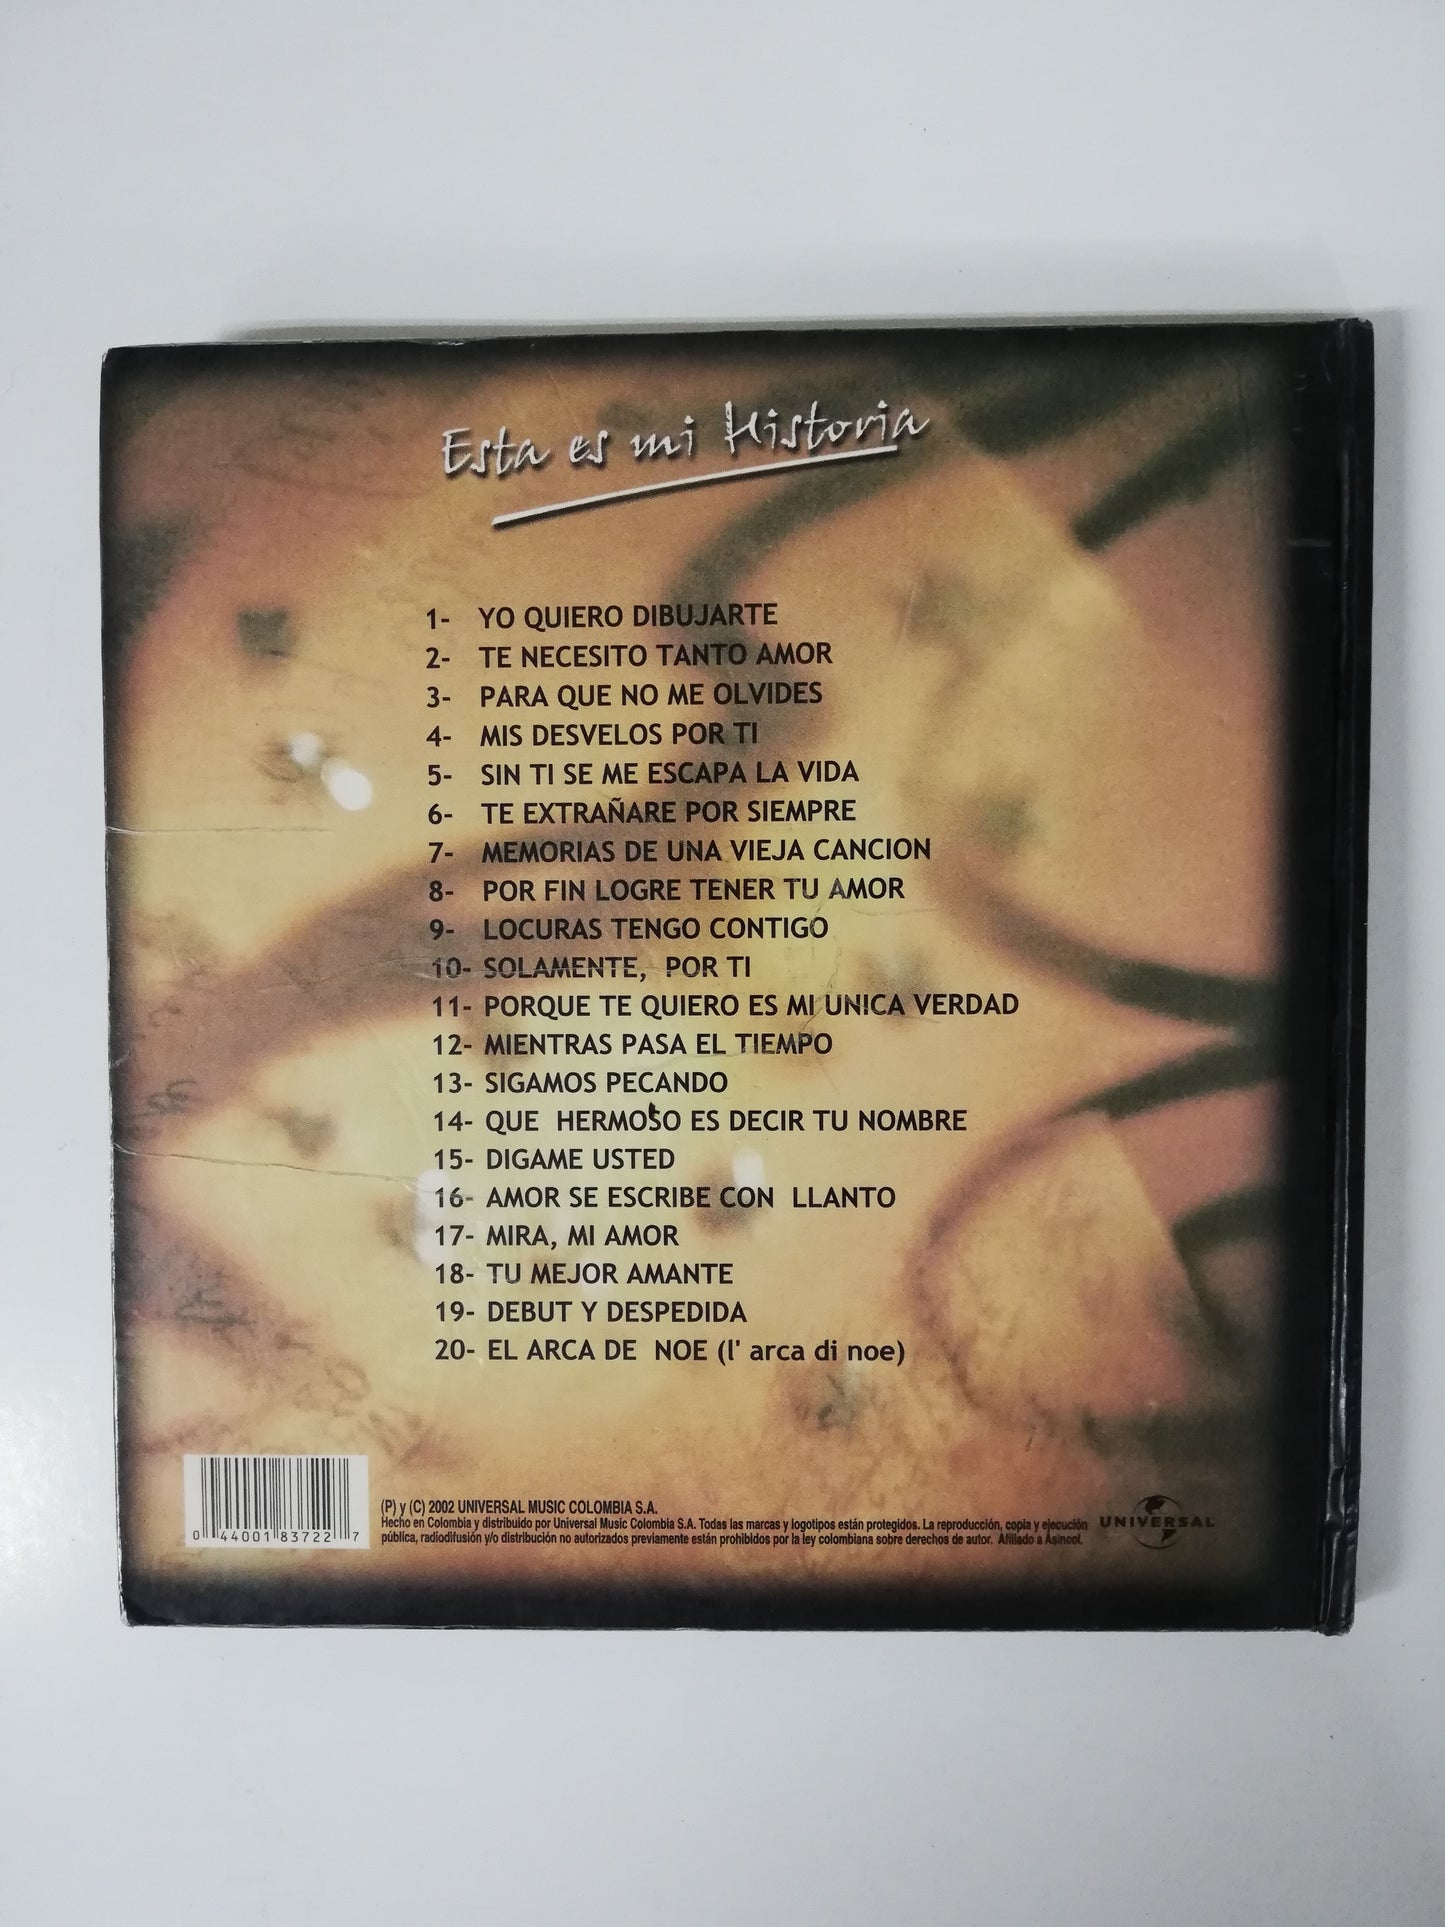 Esta es mi Historia
1- YO QUIERO DIBUJARTE
2- TE NECESITO TANTO AMOR
3- PARA QUE NO ME OLVIDES
4- MIS DESVELOS POR TI
5- SIN TI SE ME ESCAPA LA VIDA
6- TE EXTRAÑARE POR SIEMPRE
7- MEMORIAS DE UNA VIEJA CANCION
8- POR FIN LOGRE TENER TU AMOR
9- LOCURAS TENGO CONTIGO
10- SOLAMENTE, POR TI
11- PORQUE TE QUIERO ES MI UNICA VERDAD
12- MIENTRAS PASA EL TIEMPO
13- SIGAMOS PECANDO
14- QUE HERMOSO ES DECIR TU NOMBRE
15- DIGAME USTED
16- AMOR SE ESCRIBE CON LLANTO
17- MIRA, MI AMOR
18- TU MEJOR AMANTE
19- DEBUT Y DESPEDIDA
20- EL ARCA DE NOE (l' arca di noe)
0 44001 83722 7
(P) y (C) 2002 UNIVERSAL MUSIC COLOMBIA S.A.
Hecho en Colombia y distribuido por Universal Music Colombia S.A. Todas las marcas y logotipos están protegidos. La reproducción, copia y ejecución
pública, radiodifusión y/o distribución no autorizados previamente están prohibidos por la ley colombiana sobre derechos de autor. Afiliado a Asincol.
UNIVERSAL